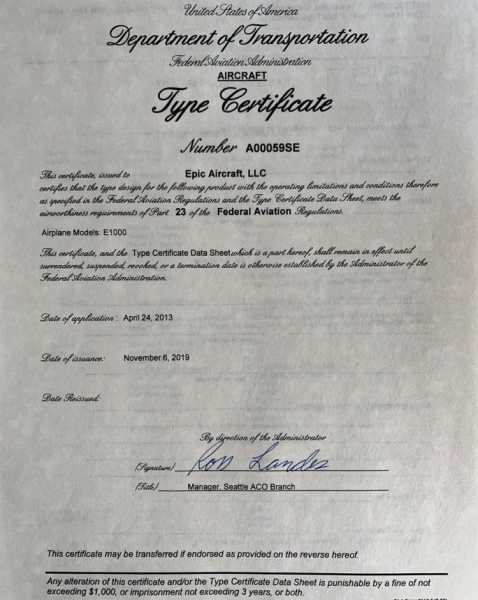 United States of America
Department of Transportation
Federal Aviation Administration
AIRCRAFT
Type Certificate
Number A00059SE
This certificate, issued to Epic Aircraft, LLC
certifies that the type design for the following product with the operating limitations and conditions therefore
as specified in the Federal Aviation Regulations and the Type Certificate Data Sheet, meets the
airworthiness requirements of Part 23 of the Federal Aviation Regulations.
Airplane Models: E1000
This certificate, and the Type Certificate Data Sheet which is a part hereof, shall remain in effect until
surrendered, suspended, revoked, or a termination date is otherwise established by the Administrator of the
Federal Aviation Administration.
Date of application : April 24, 2013
Date of issuance: November 6, 2019
Date Reissued:
By direction of the Administrator
(Signature) Ron Landes
(Title) Manager, Seattle ACO Branch
This certificate may be transferred if endorsed as provided on the reverse hereof.
Any alteration of this certificate and/or the Type Certificate Data Sheet is punishable by a fine of not
exceeding $1,000, or imprisonment not exceeding 3 years, or both.